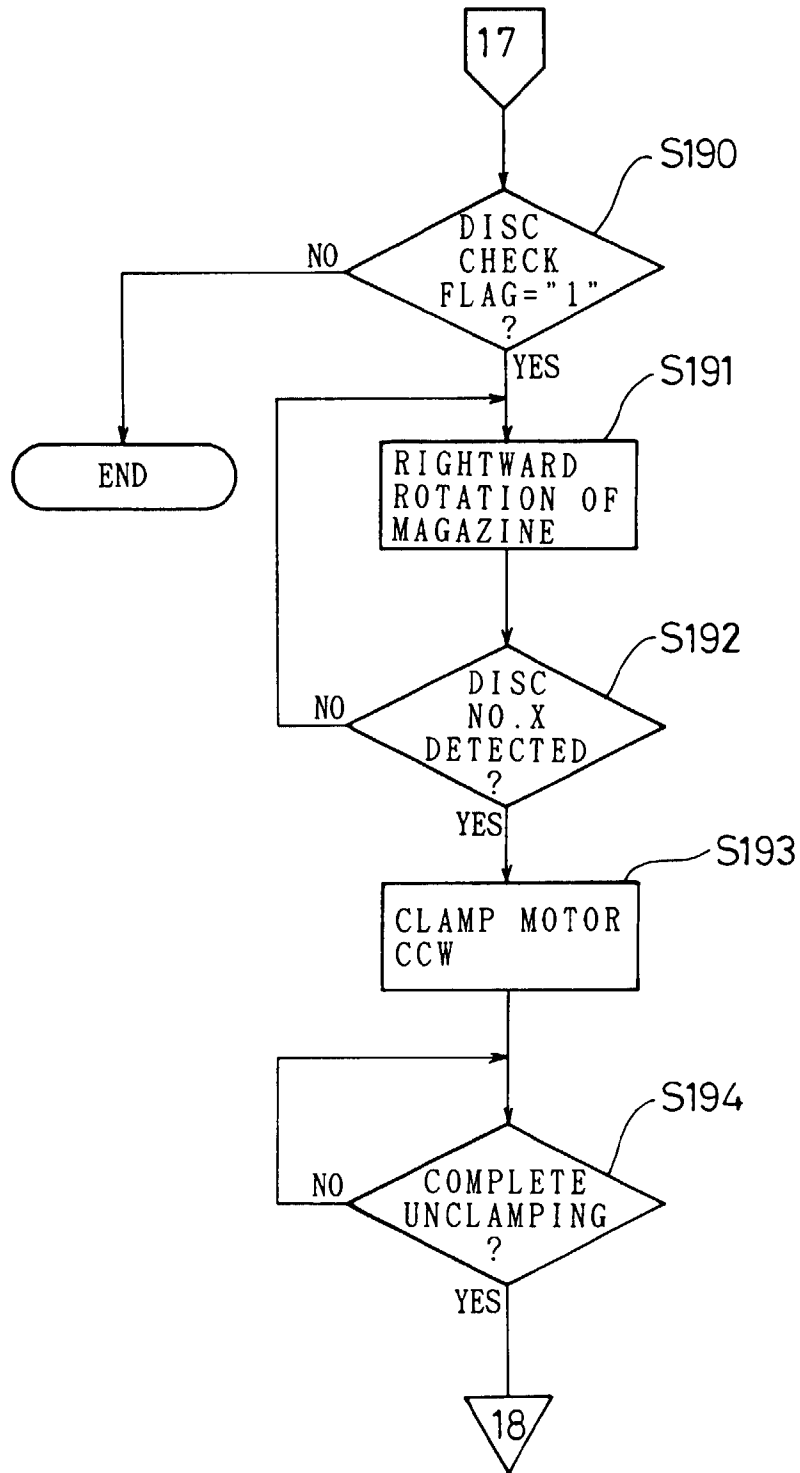 17
S190
DISC
CHECK
FLAG="1"
?
NO
YES
END
S191
RIGHTWARD
ROTATION OF
MAGAZINE
S192
DISC
NO.X
DETECTED
?
NO
YES
S193
CLAMP MOTOR
CCW
S194
COMPLETE
UNCLAMPING
?
NO
YES
18